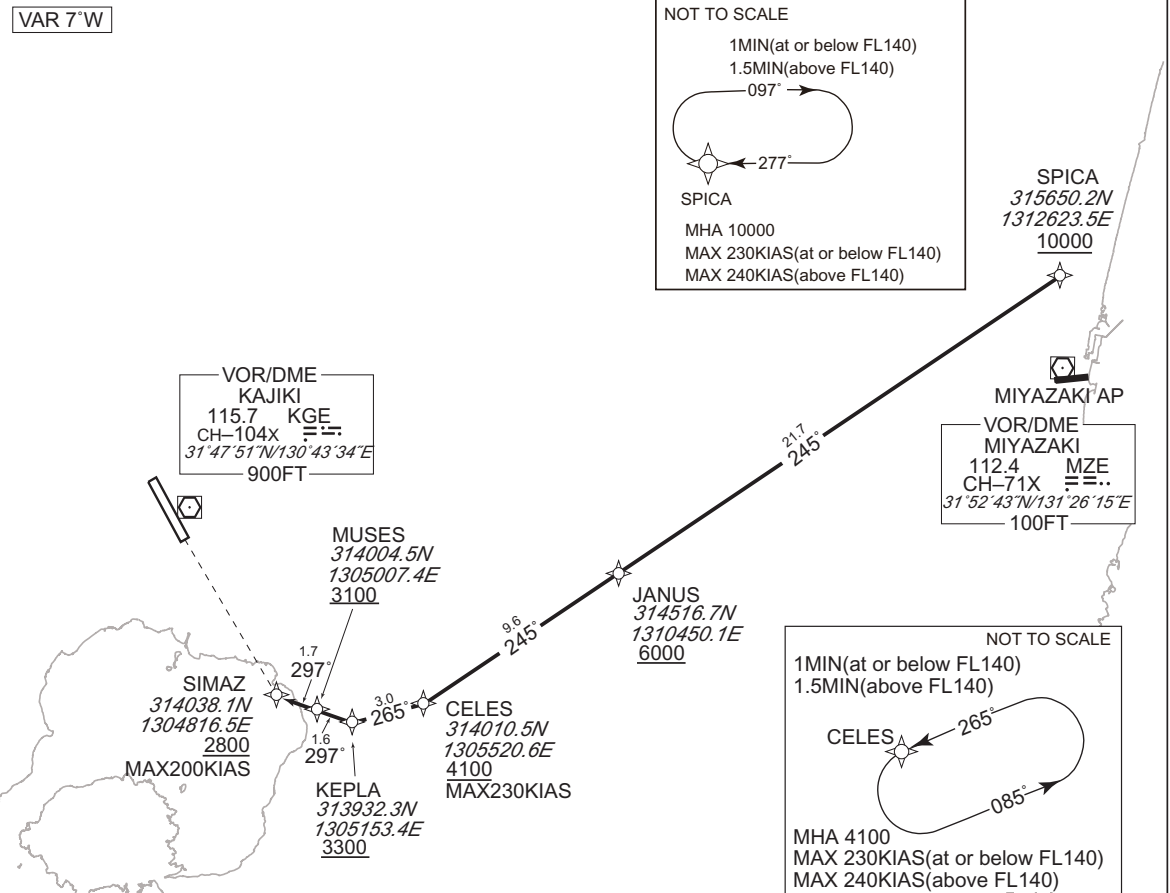 VAR 7°W
NOT TO SCALE
1MIN(at or below FL140)
1.5MIN(above FL140)
097°
277°
SPICA
MHA 10000
MAX 230KIAS(at or below FL140)
MAX 240KIAS(above FL140)
SPICA
315650.2N
1312623.5E
10000
MIYAZAKI AP
VOR/DME
MIYAZAKI
112.4 MZE
CH–71X
31°52′43″N/131°26′15″E
100FT
VOR/DME
KAJIKI
115.7 KGE
CH–104X
31°47′51″N/130°43′34″E
900FT
21.7
245°
MUSES
314004.5N
1305007.4E
3100
JANUS
314516.7N
1310450.1E
6000
9.6
245°
1.7
297°
SIMAZ
314038.1N
1304816.5E
2800
MAX200KIAS
3.0
265°
CELES
314010.5N
1305520.6E
4100
MAX230KIAS
1.6
297°
KEPLA
313932.3N
1305153.4E
3300
NOT TO SCALE
1MIN(at or below FL140)
1.5MIN(above FL140)
CELES
265°
085°
MHA 4100
MAX 230KIAS(at or below FL140)
MAX 240KIAS(above FL140)